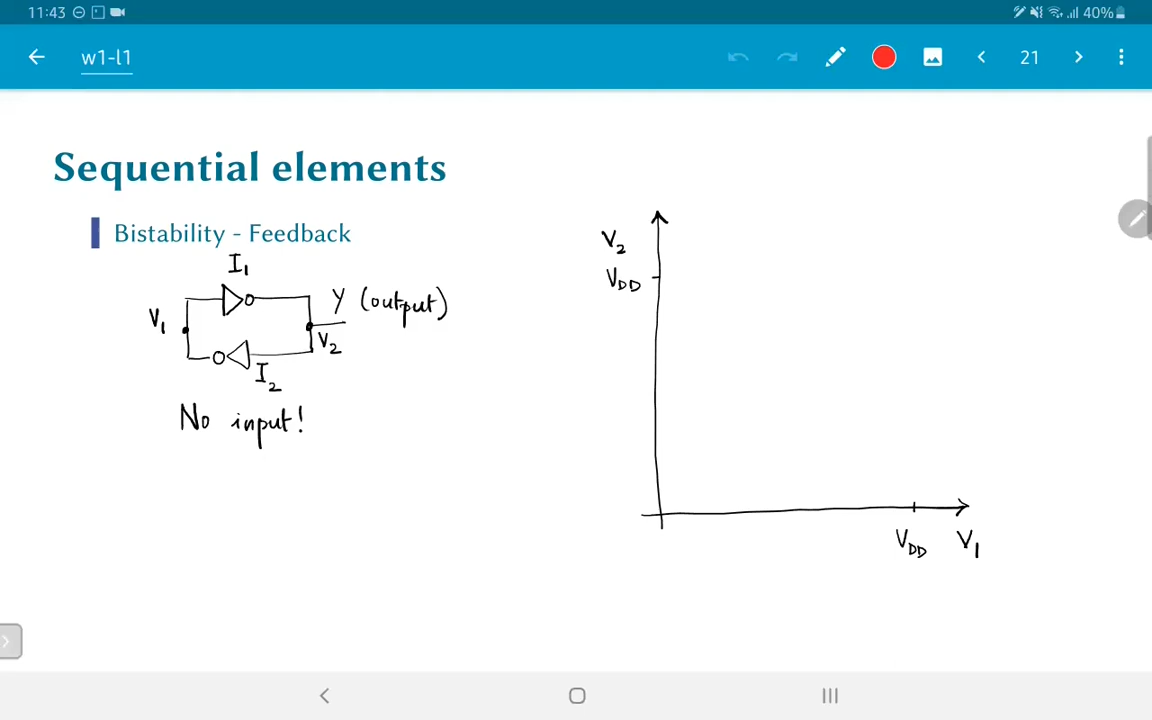 11:43 40%
w1-l1 21
Sequential elements
Bistability - Feedback
I1
V1
Y (output)
V2
I2
No input!
V2
VDD
VDD V1